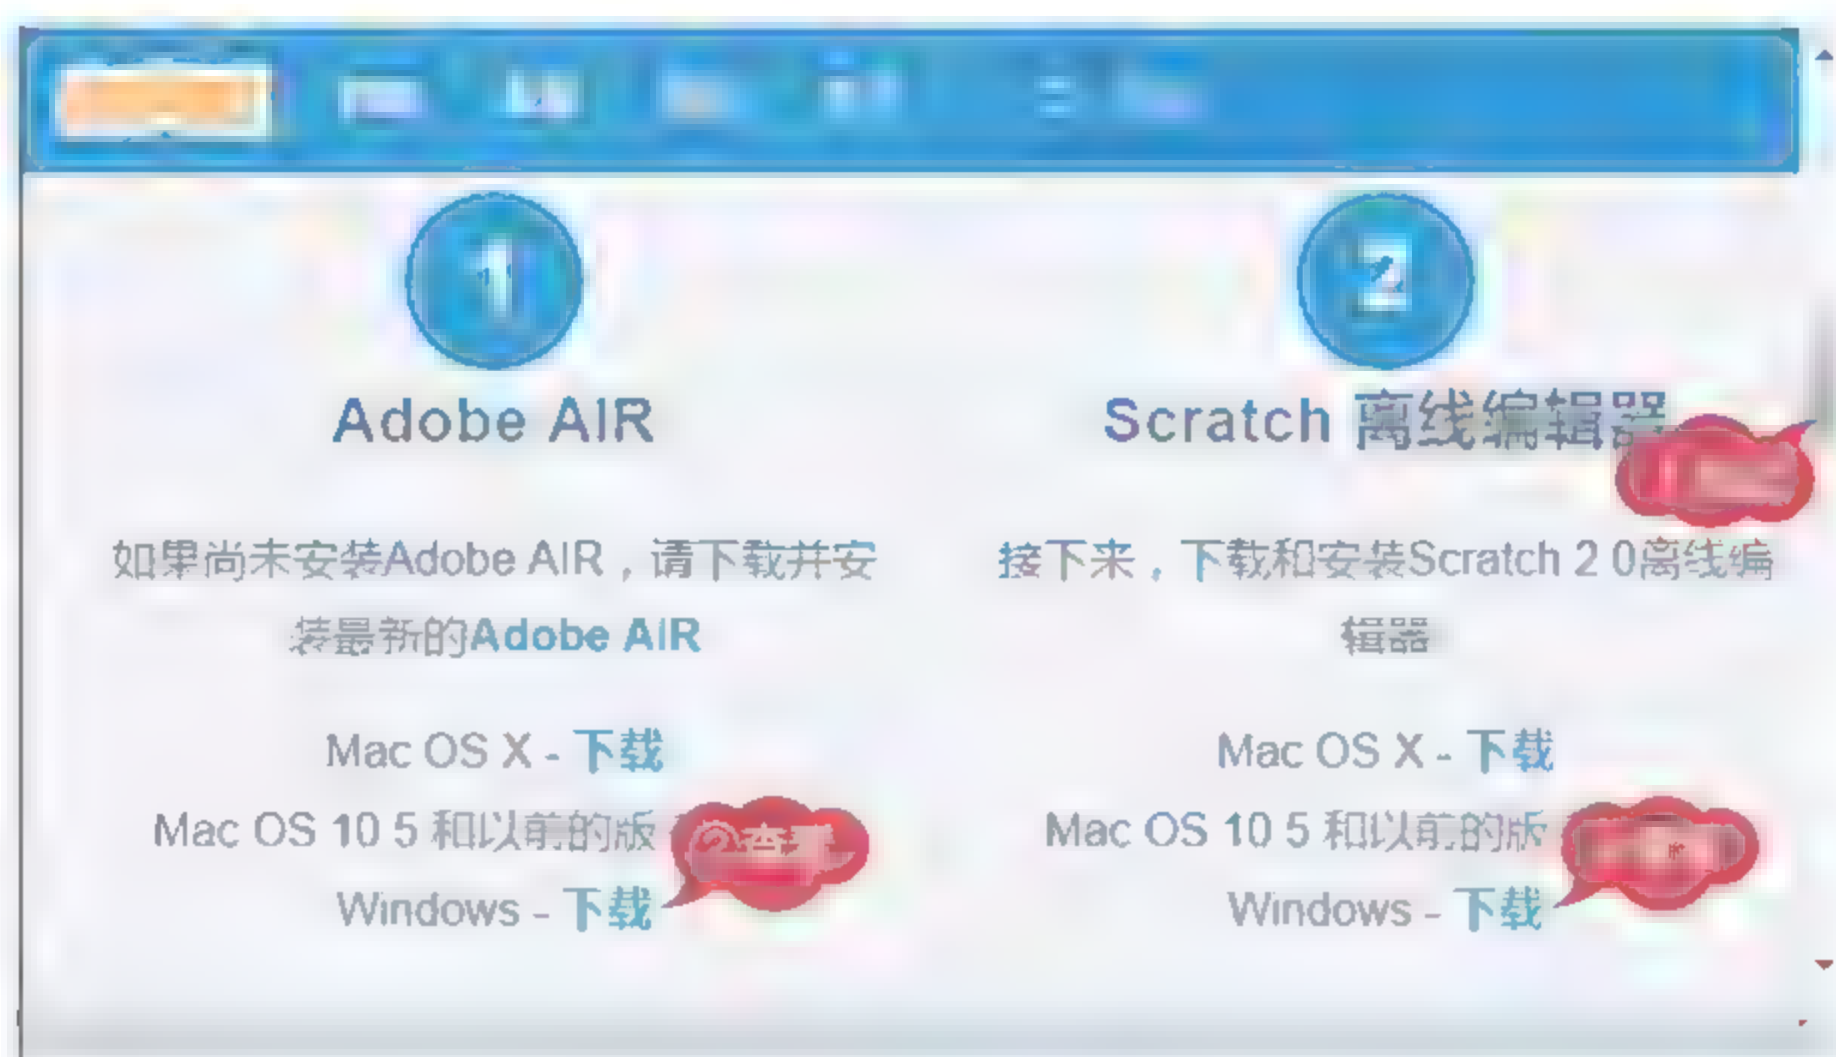 1
Adobe AIR
如果尚未安装Adobe AIR，请下载并安
装最新的Adobe AIR
Mac OS X - 下载
Mac OS 10 5 和以前的版
Windows - 下载
2
Scratch 离线编辑器
接下来，下载和安装Scratch 2 0离线编
辑器
Mac OS X - 下载
Mac OS 10 5 和以前的版
Windows - 下载